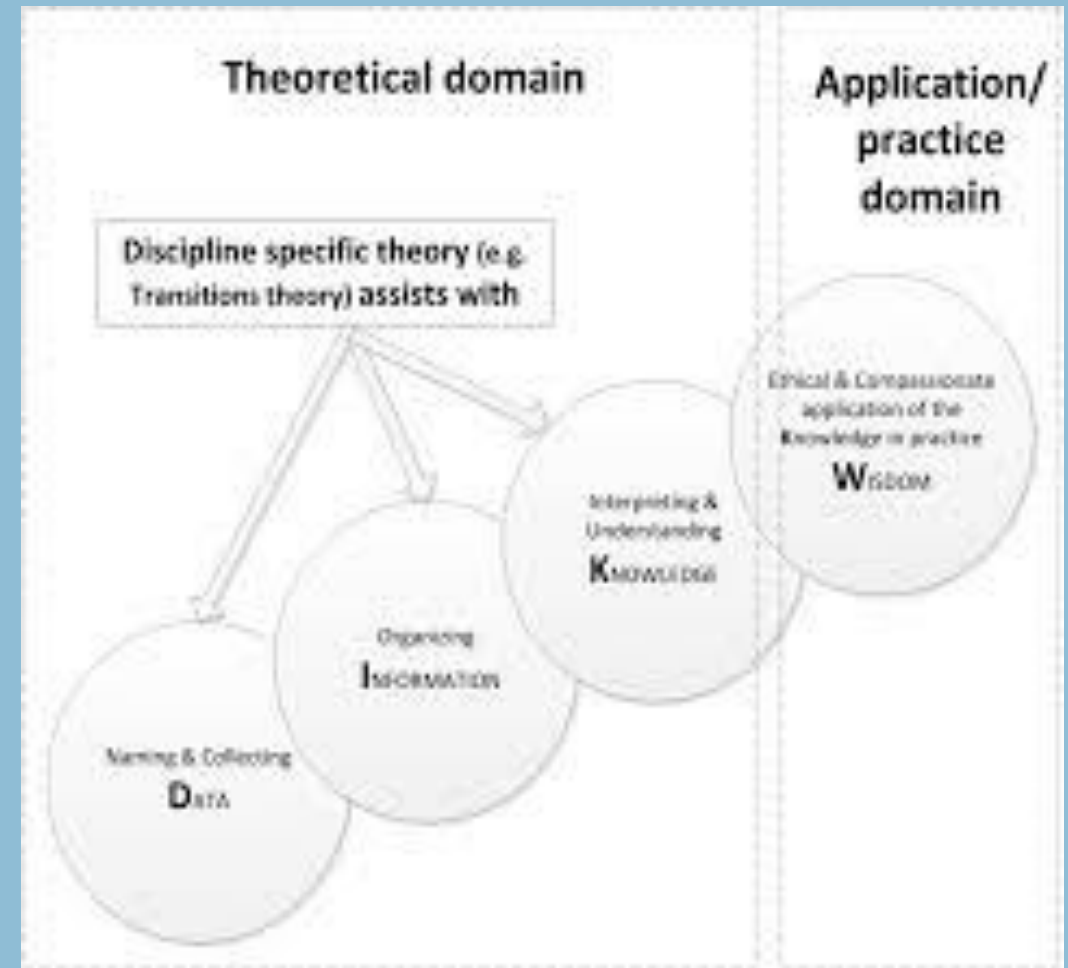 Theoretical domain
Application/
practice
domain
Discipline specific theory (e.g.
Transitions theory) assists with
Ethical & Compassionate
application of the
Knowledge in practice
WISDOM
Interpreting &
Understanding
KNOWLEDGE
Organizing
INFORMATION
Naming & Collecting
DATA